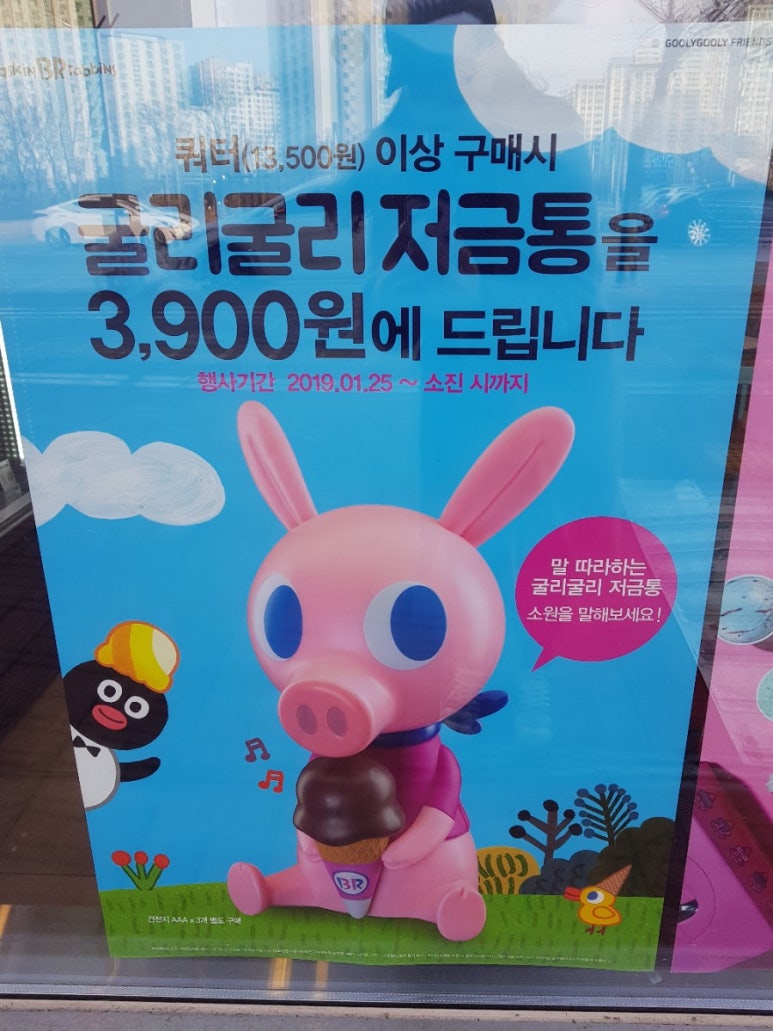 baskin BR robbins
© GOOLYGOOLY FRIENDS
쿼터(13,500원) 이상 구매시
굴리굴리 저금통을
3,900원에 드립니다
행사기간 2019.01.25 ~ 소진 시까지
말 따라하는
굴리굴리 저금통
소원을 말해보세요!
BR
건전지 AAA x 3개 별도 구매